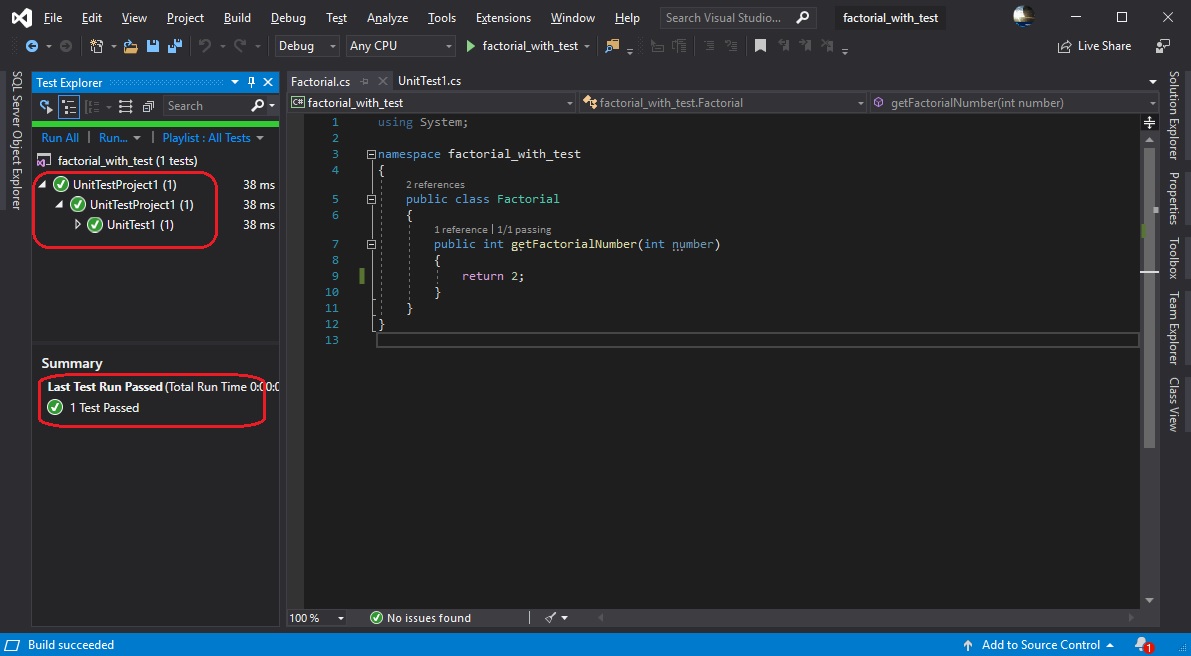 File Edit View Project Build Debug Test Analyze Tools Extensions Window Help Search Visual Studio... factorial_with_test
Debug Any CPU factorial_with_test Live Share
SQL Server Object Explorer
Test Explorer
Search
Run All | Run... | Playlist : All Tests
factorial_with_test (1 tests)
UnitTestProject1 (1) 38 ms
UnitTestProject1 (1) 38 ms
UnitTest1 (1) 38 ms
Summary
Last Test Run Passed (Total Run Time 0:00:0
1 Test Passed
Factorial.cs UnitTest1.cs
factorial_with_test factorial_with_test.Factorial getFactorialNumber(int number)
1 using System;
2
3 namespace factorial_with_test
4 {
2 references
5 public class Factorial
6 {
1 reference | 1/1 passing
7 public int getFactorialNumber(int number)
8 {
9 return 2;
10 }
11 }
12 }
13
100 % No issues found
Solution Explorer
Properties
Toolbox
Team Explorer
Class View
Build succeeded Add to Source Control 1